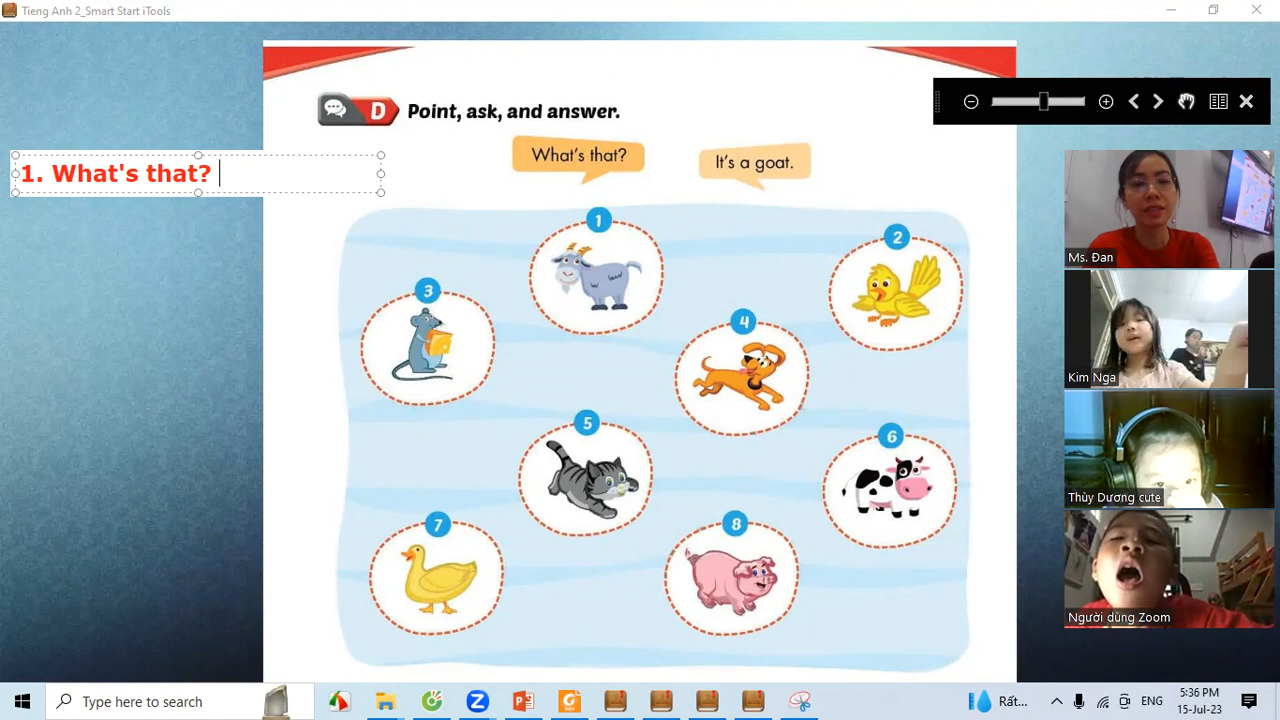 Tieng Anh 2_Smart Start iTools
D Point, ask, and answer.
What's that?
It's a goat.
1. What's that?
1
2
3
4
5
6
7
8
Ms. Đan
Kim Nga
Thùy Dương cute
Người dùng Zoom
Type here to search
Rất...
ENG
5:36 PM
15-Jul-23